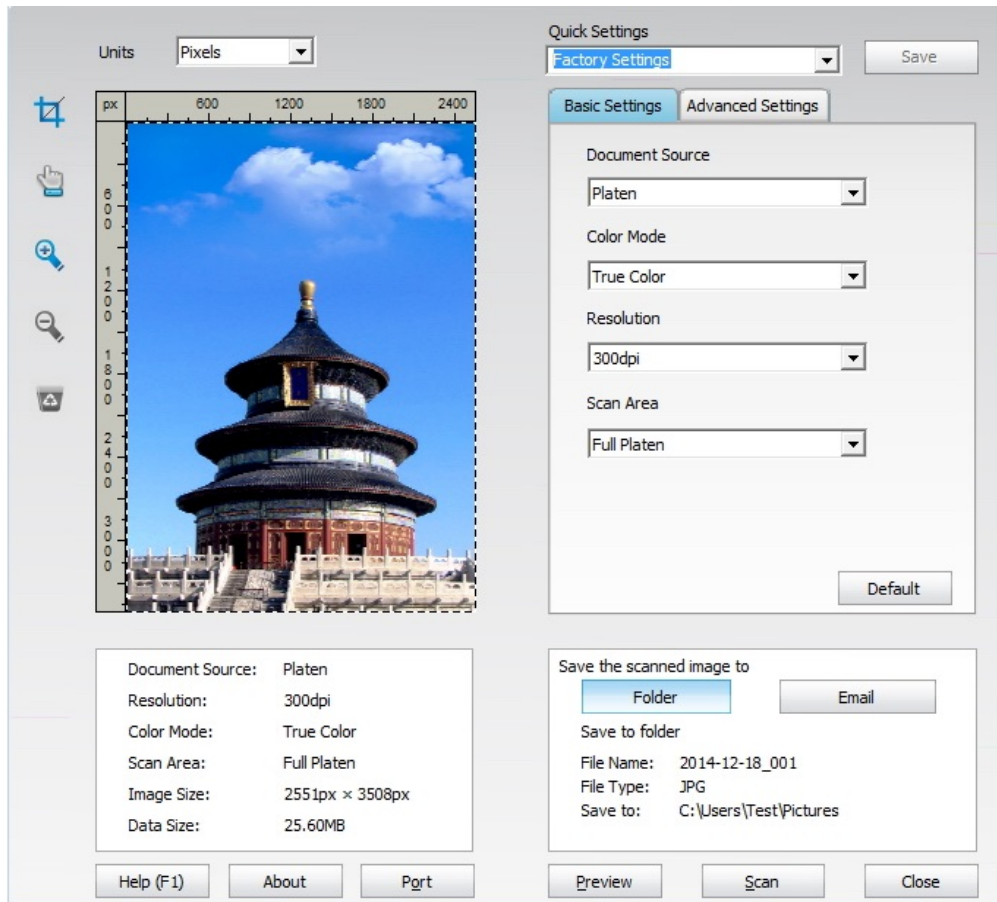 Units Pixels
Quick Settings
Factory Settings
Save
px 600 1200 1800 2400
600
1200
1800
2400
3000
Basic Settings Advanced Settings
Document Source
Platen
Color Mode
True Color
Resolution
300dpi
Scan Area
Full Platen
Default
Document Source: Platen
Resolution: 300dpi
Color Mode: True Color
Scan Area: Full Platen
Image Size: 2551px × 3508px
Data Size: 25.60MB
Save the scanned image to
Folder Email
Save to folder
File Name: 2014-12-18_001
File Type: JPG
Save to: C:\Users\Test\Pictures
Help (F1) About Port Preview Scan Close